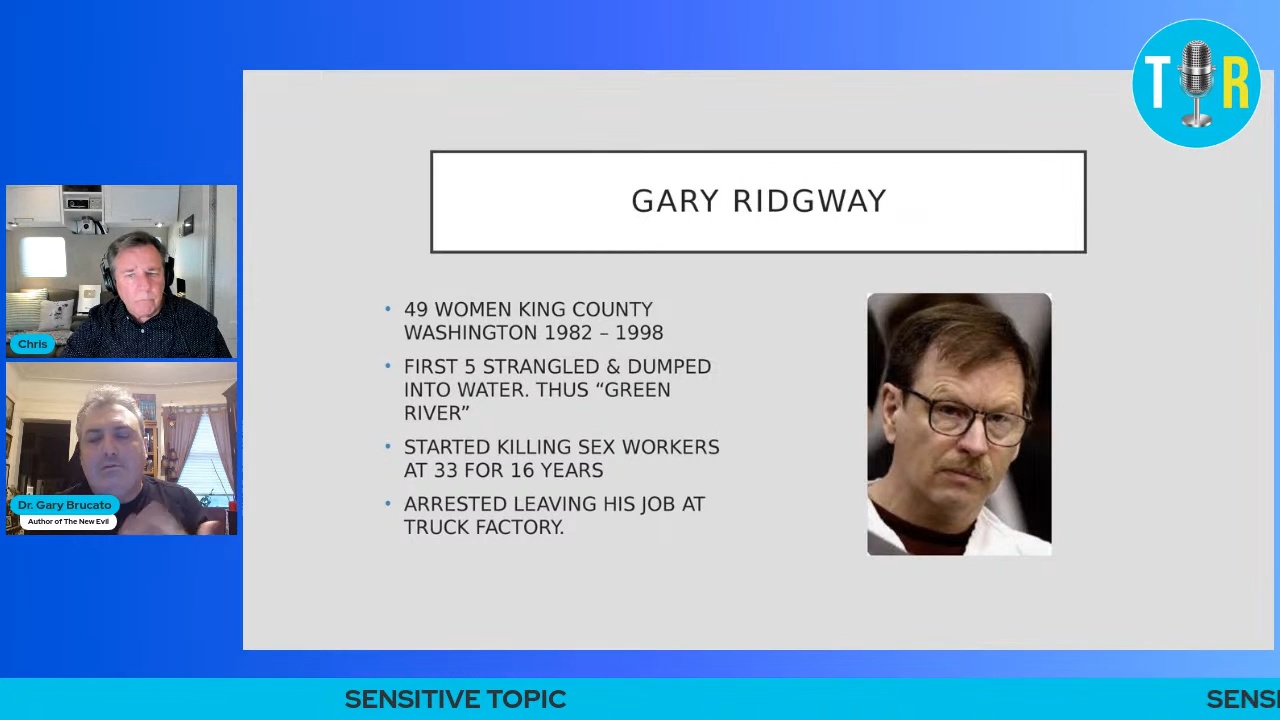 T R
GARY RIDGWAY
• 49 WOMEN KING COUNTY
WASHINGTON 1982 – 1998
• FIRST 5 STRANGLED & DUMPED
INTO WATER. THUS “GREEN
RIVER”
• STARTED KILLING SEX WORKERS
AT 33 FOR 16 YEARS
• ARRESTED LEAVING HIS JOB AT
TRUCK FACTORY.
Chris
Dr. Gary Brucato
Author of The New Evil
SENSITIVE TOPIC
SENSI